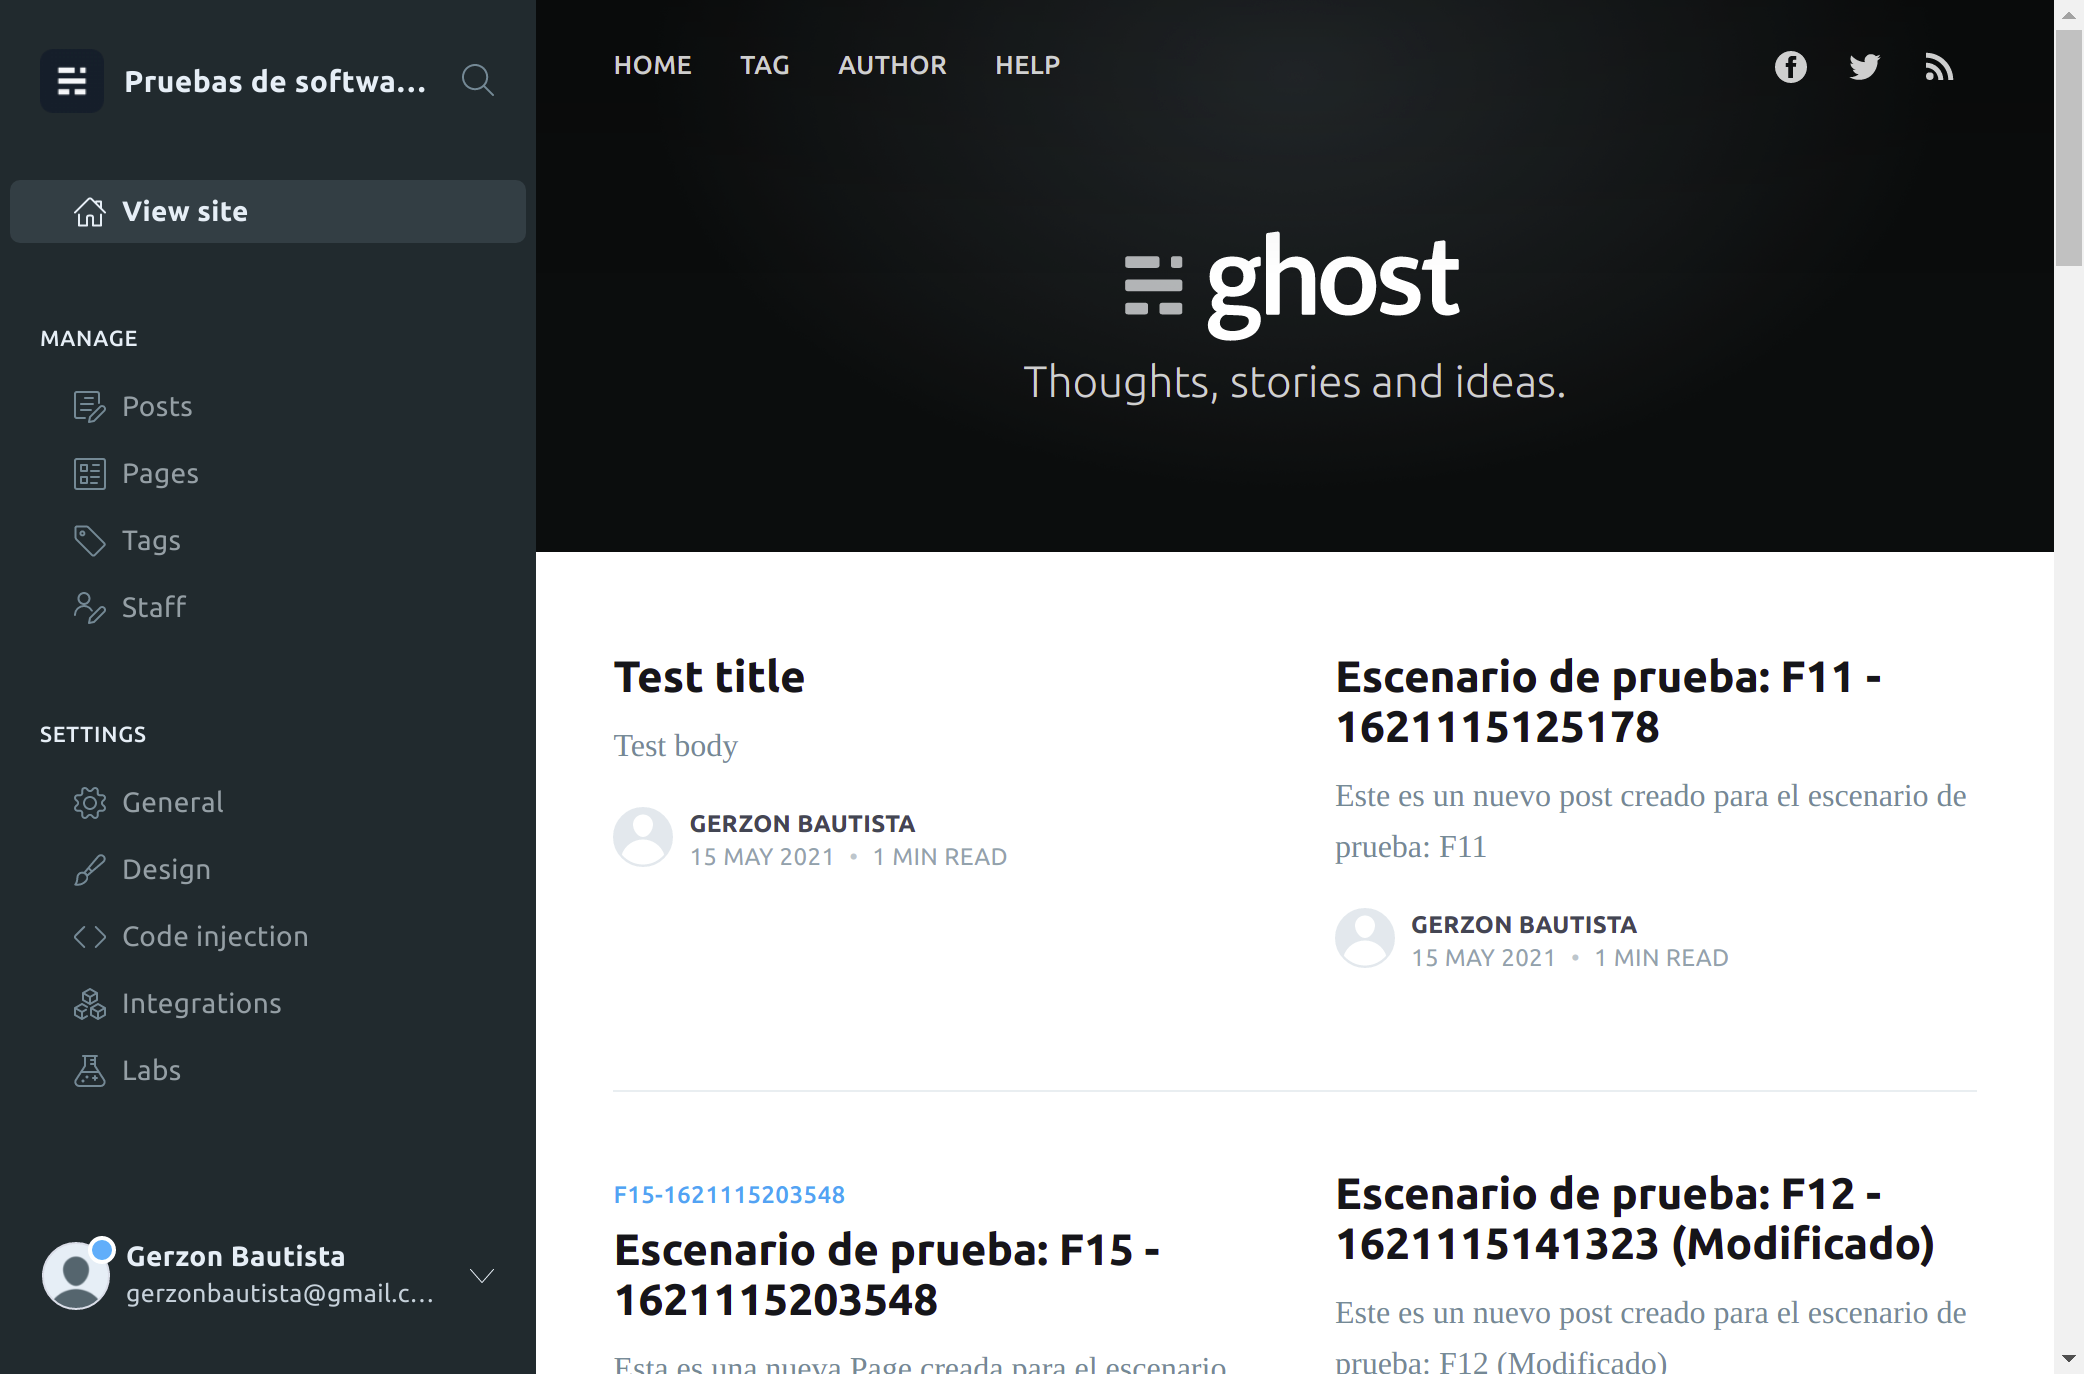 Pruebas de softwa...
View site
MANAGE
Posts
Pages
Tags
Staff
SETTINGS
General
Design
Code injection
Integrations
Labs
Gerzon Bautista
gerzonbautista@gmail.c...
HOME TAG AUTHOR HELP
ghost
Thoughts, stories and ideas.
Test title
Test body
GERZON BAUTISTA
15 MAY 2021 • 1 MIN READ
Escenario de prueba: F11 -
1621115125178
Este es un nuevo post creado para el escenario de
prueba: F11
GERZON BAUTISTA
15 MAY 2021 • 1 MIN READ
F15-1621115203548
Escenario de prueba: F15 -
1621115203548
Esta es una nueva Page creada para el escenario
Escenario de prueba: F12 -
1621115141323 (Modificado)
Este es un nuevo post creado para el escenario de
prueba: F12 (Modificado)